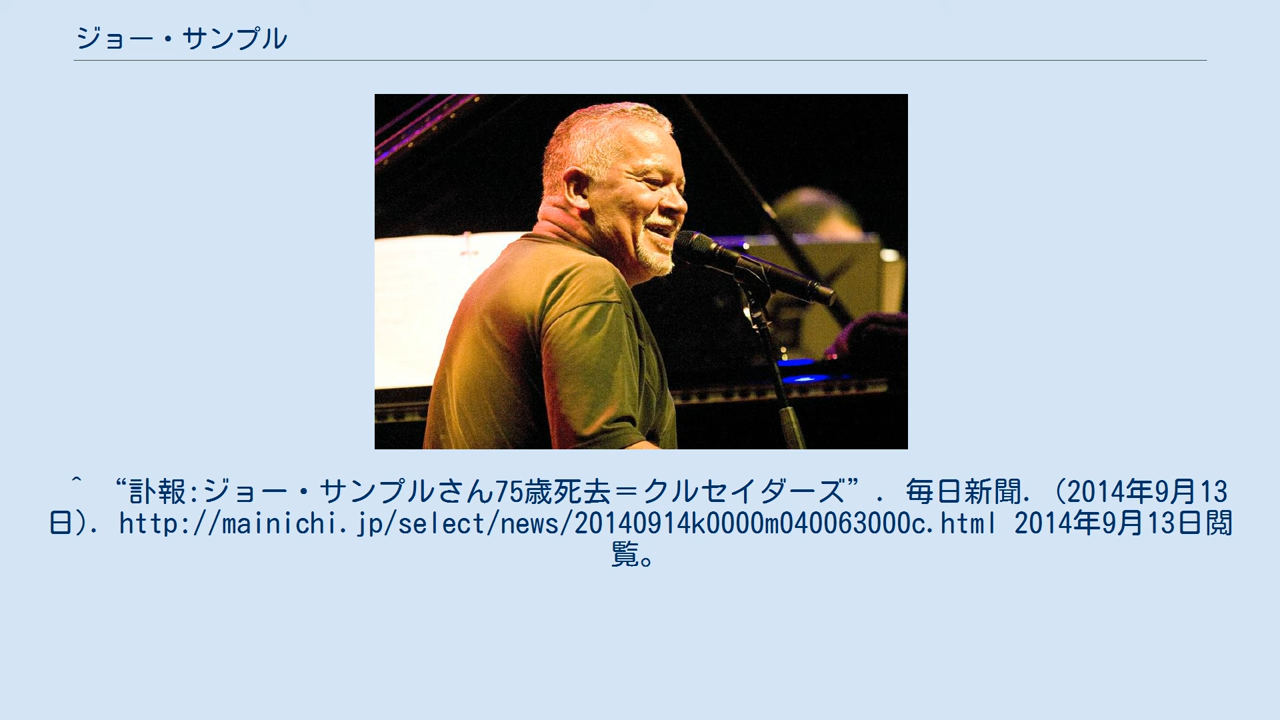 ジョー・サンプル
^ “訃報:ジョー・サンプルさん75歳死去＝クルセイダーズ”. 毎日新聞. (2014年9月13
日). http://mainichi.jp/select/news/20140914k0000m040063000c.html 2014年9月13日閲
覧。